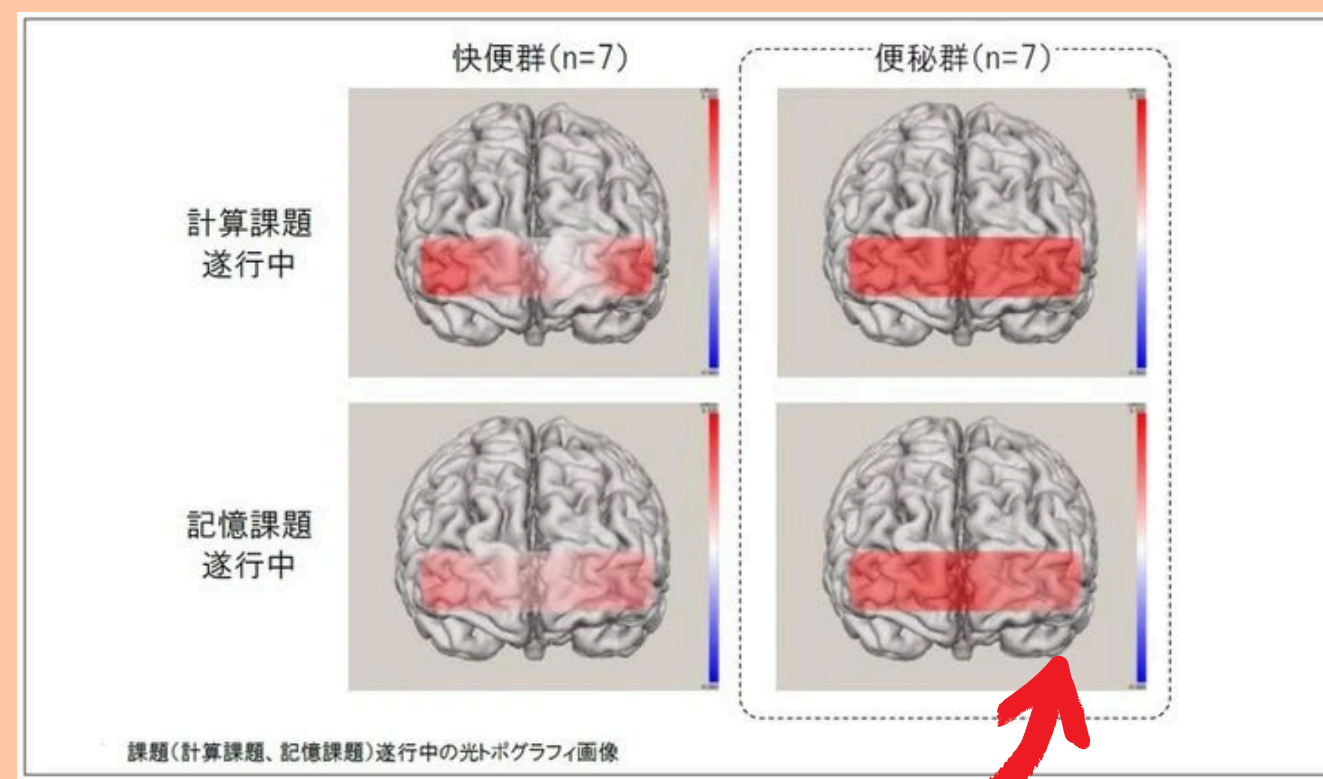 快便群(n=7)
便秘群(n=7)
計算課題
遂行中
記憶課題
遂行中
課題(計算課題、記憶課題)遂行中の光トポグラフィ画像